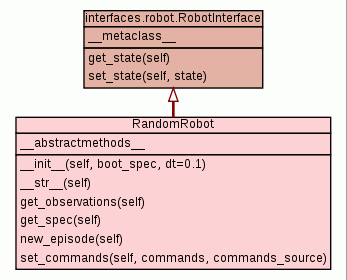 interfaces.robot.RobotInterface
__metaclass__
get_state(self)
set_state(self, state)
RandomRobot
__abstractmethods__
__init__(self, boot_spec, dt=0.1)
__str__(self)
get_observations(self)
get_spec(self)
new_episode(self)
set_commands(self, commands, commands_source)